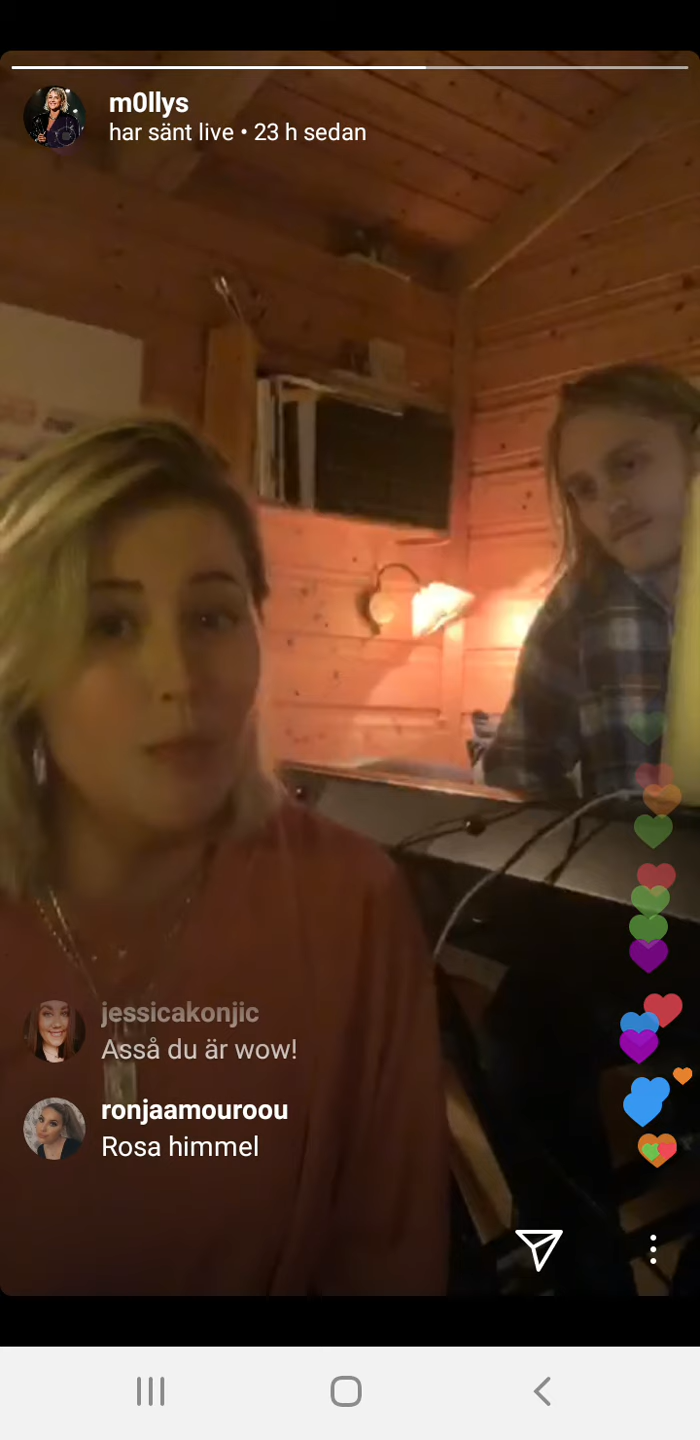 m0llys
har sänt live • 23 h sedan
jessicakonjic
Asså du är wow!
ronjaamouroou
Rosa himmel